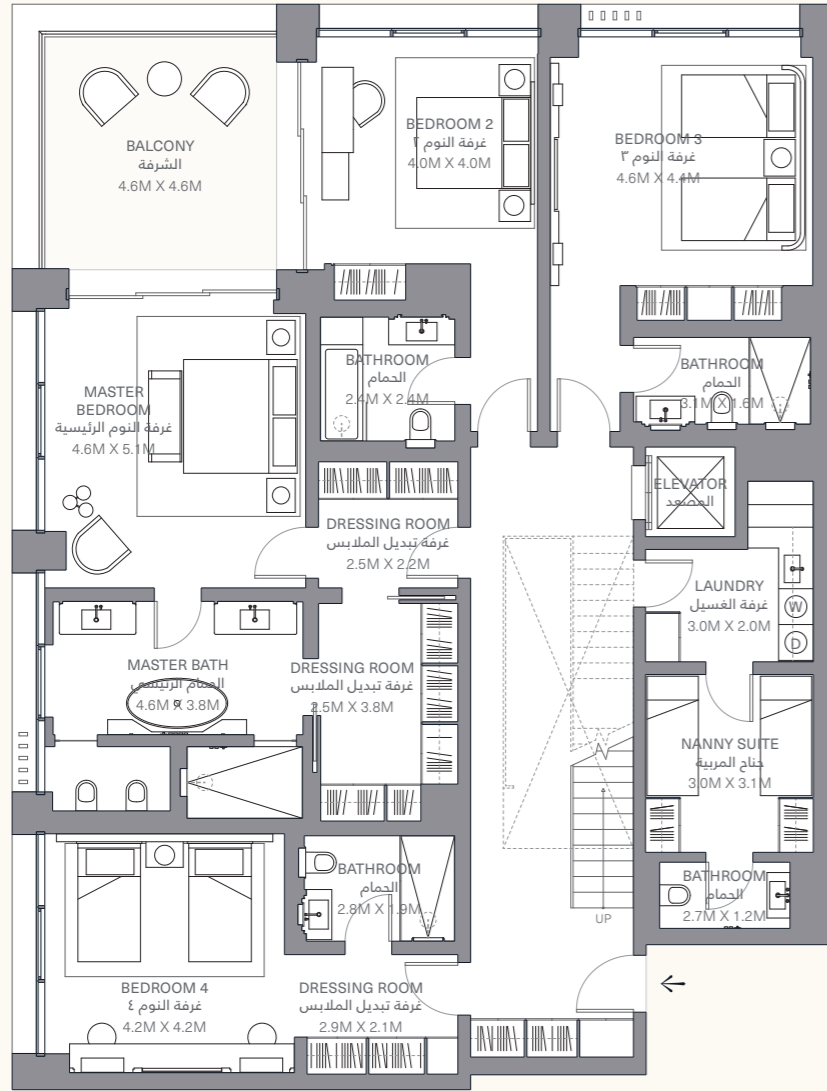 BALCONY
الشرفة
4.6M X 4.6M
BEDROOM 2
غرفة النوم ٢
4.0M X 4.0M
BEDROOM 3
غرفة النوم ٣
4.6M X 4.4M
MASTER
BEDROOM
غرفة النوم الرئيسية
4.6M X 5.1M
BATHROOM
الحمام
2.4M X 2.4M
BATHROOM
الحمام
3.1M X 1.6M
ELEVATOR
المصعد
DRESSING ROOM
غرفة تبديل الملابس
2.5M X 2.2M
LAUNDRY
غرفة الغسيل
3.0M X 2.0M
W
D
MASTER BATH
الحمام الرئيسي
4.6M X 3.8M
DRESSING ROOM
غرفة تبديل الملابس
2.5M X 3.8M
NANNY SUITE
جناح المربية
3.0M X 3.1M
BATHROOM
الحمام
2.8M X 1.9M
BATHROOM
الحمام
2.7M X 1.2M
UP
BEDROOM 4
غرفة النوم ٤
4.2M X 4.2M
DRESSING ROOM
غرفة تبديل الملابس
2.9M X 2.1M